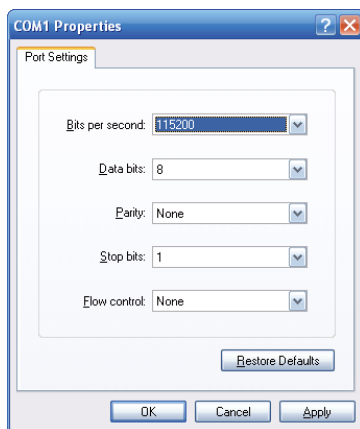 COM1 Properties
Port Settings
Bits per second: 115200
Data bits: 8
Parity: None
Stop bits: 1
Flow control: None
Restore Defaults
OK Cancel Apply